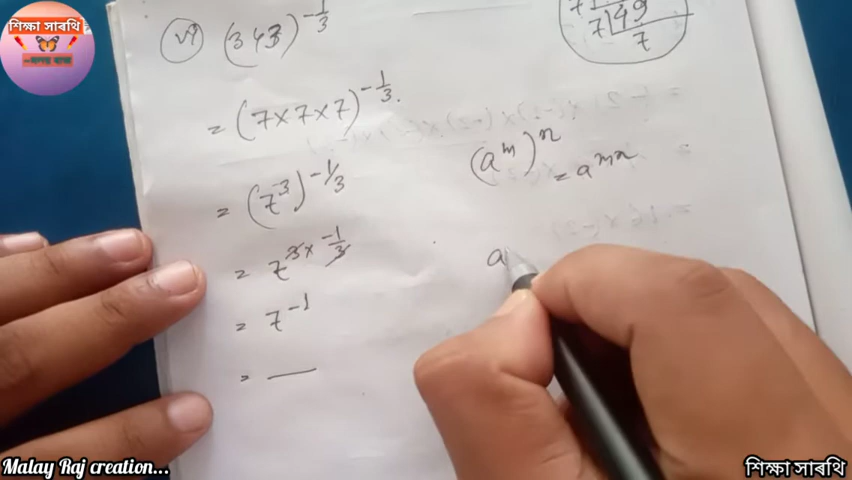 শিক্ষা সাৰথি
vi (343)^-1/3
7 49
7
= (7×7×7)^-1/3.
(a^m)^n = a^mn
= (7^3)^-1/3
= 7^3×-1/3
a
= 7^-1
= —
Malay Raj creation...
শিক্ষা সাৰথি